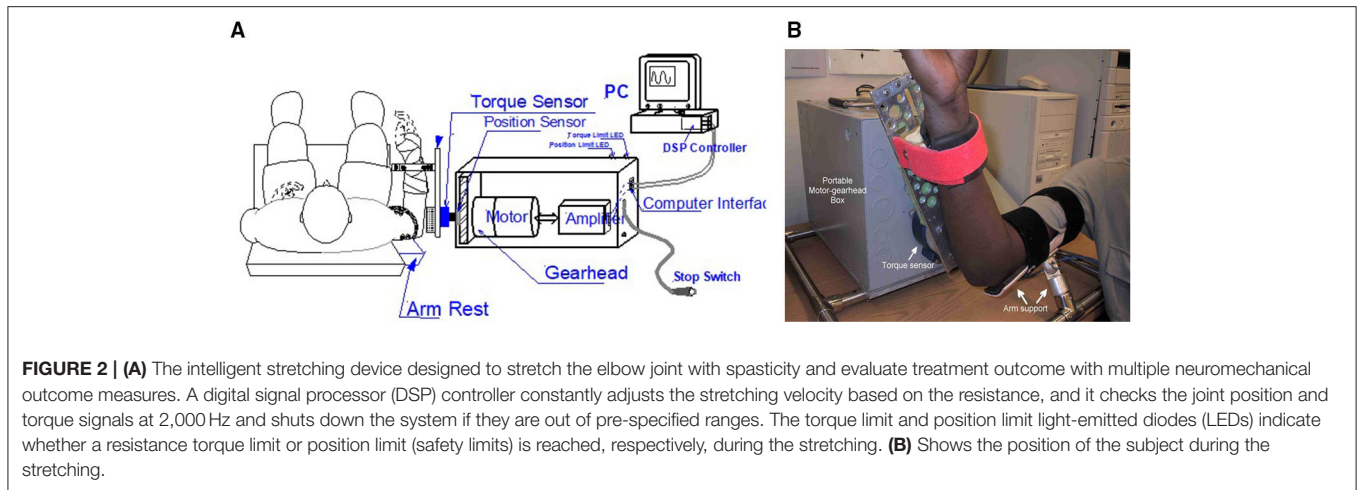 A
B
PC
Torque Sensor
Position Sensor
Torque Limit LED
Position Limit LED
DSP Controller
Computer Interfac
Motor
Amplifier
Gearhead
Stop Switch
Arm Rest
Portable
Motor-gearhead
Box
Torque sensor
Arm support
FIGURE 2 | (A) The intelligent stretching device designed to stretch the elbow joint with spasticity and evaluate treatment outcome with multiple neuromechanical
outcome measures. A digital signal processor (DSP) controller constantly adjusts the stretching velocity based on the resistance, and it checks the joint position and
torque signals at 2,000 Hz and shuts down the system if they are out of pre-specified ranges. The torque limit and position limit light-emitted diodes (LEDs) indicate
whether a resistance torque limit or position limit (safety limits) is reached, respectively, during the stretching. (B) Shows the position of the subject during the
stretching.